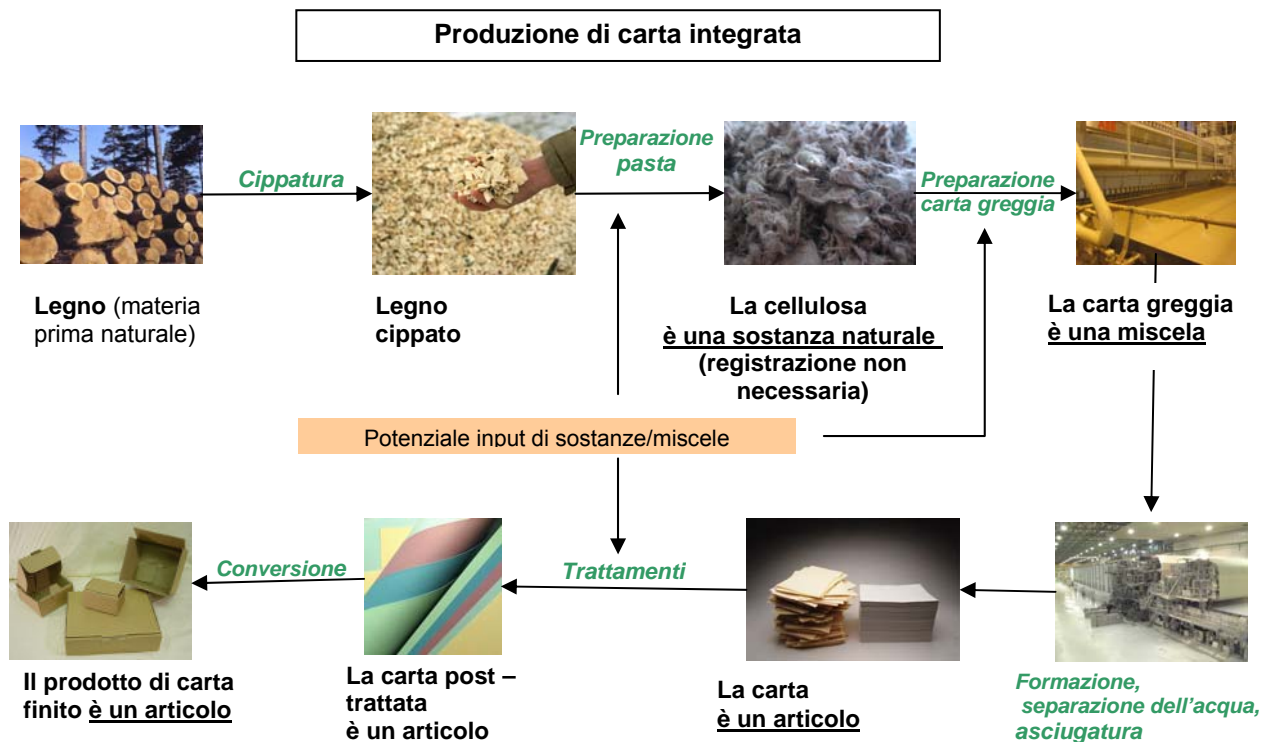 Produzione di carta integrata
Cippatura
Preparazione
pasta
Preparazione
carta greggia
Legno (materia
prima naturale)
Legno
cippato
La cellulosa
è una sostanza naturale
(registrazione non
necessaria)
La carta greggia
è una miscela
Potenziale input di sostanze/miscele
Conversione
Trattamenti
Il prodotto di carta
finito è un articolo
La carta post –
trattata
è un articolo
La carta
è un articolo
Formazione,
separazione dell'acqua,
asciugatura